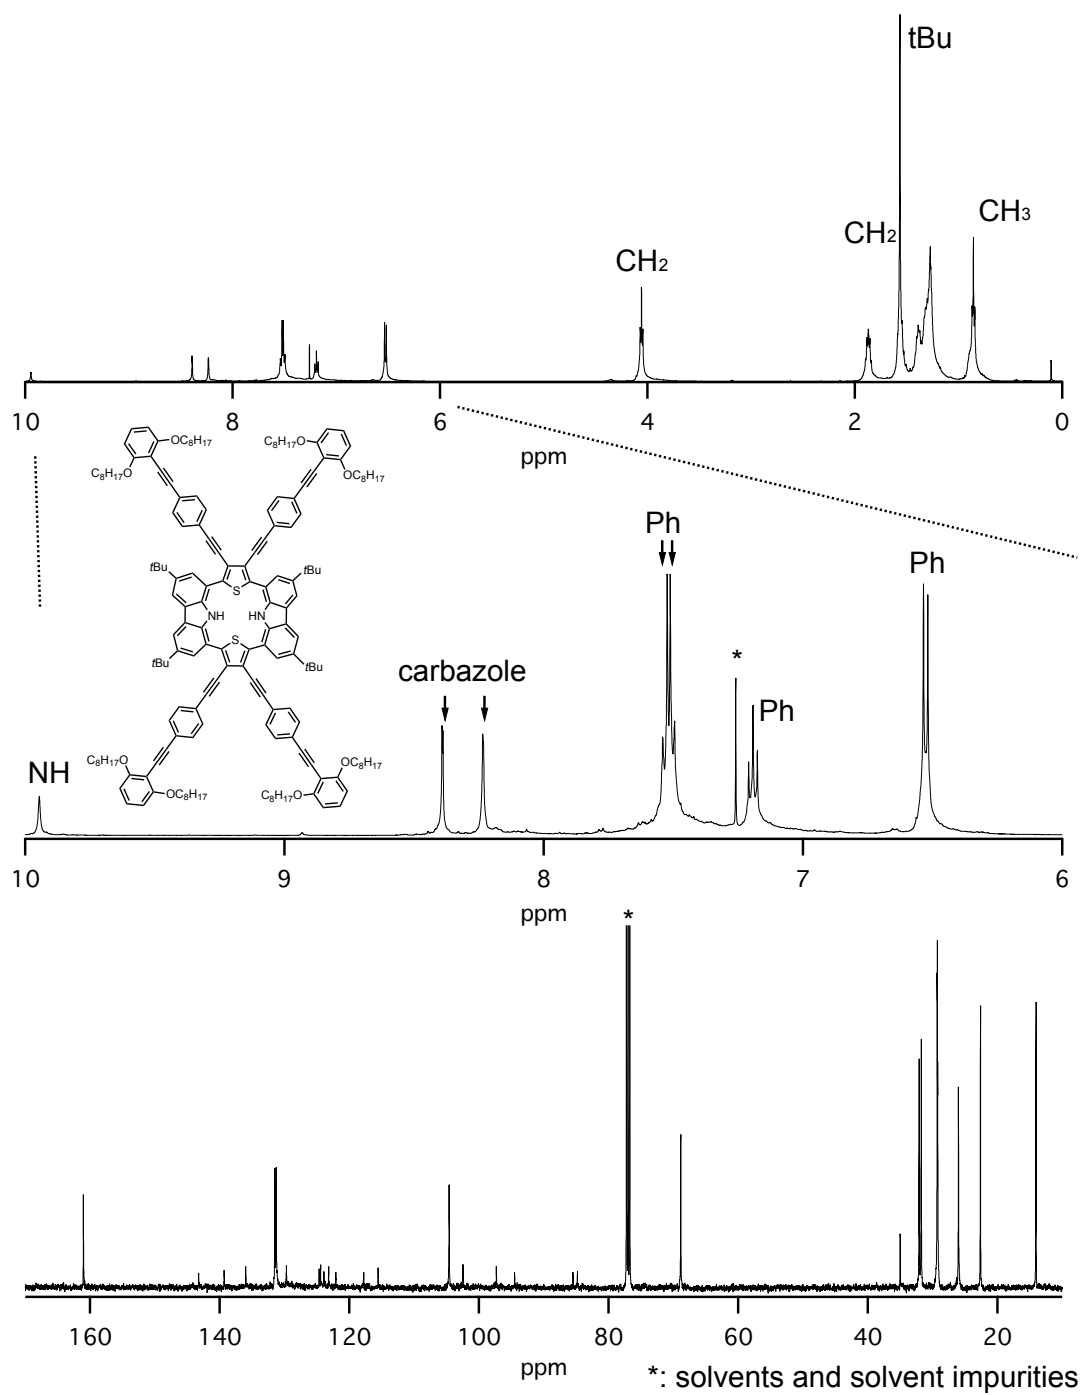 tBu
CH3
CH2
CH2
10 8 6 4 2 0
ppm
OC8H17 C8H17O
C8H17O OC8H17
tBu tBu
S
NH HN
S
tBu tBu
C8H17O OC8H17
OC8H17 C8H17O
Ph
Ph
*
carbazole
Ph
NH
10 9 8 7 6
ppm
*
160 140 120 100 80 60 40 20
ppm
*: solvents and solvent impurities